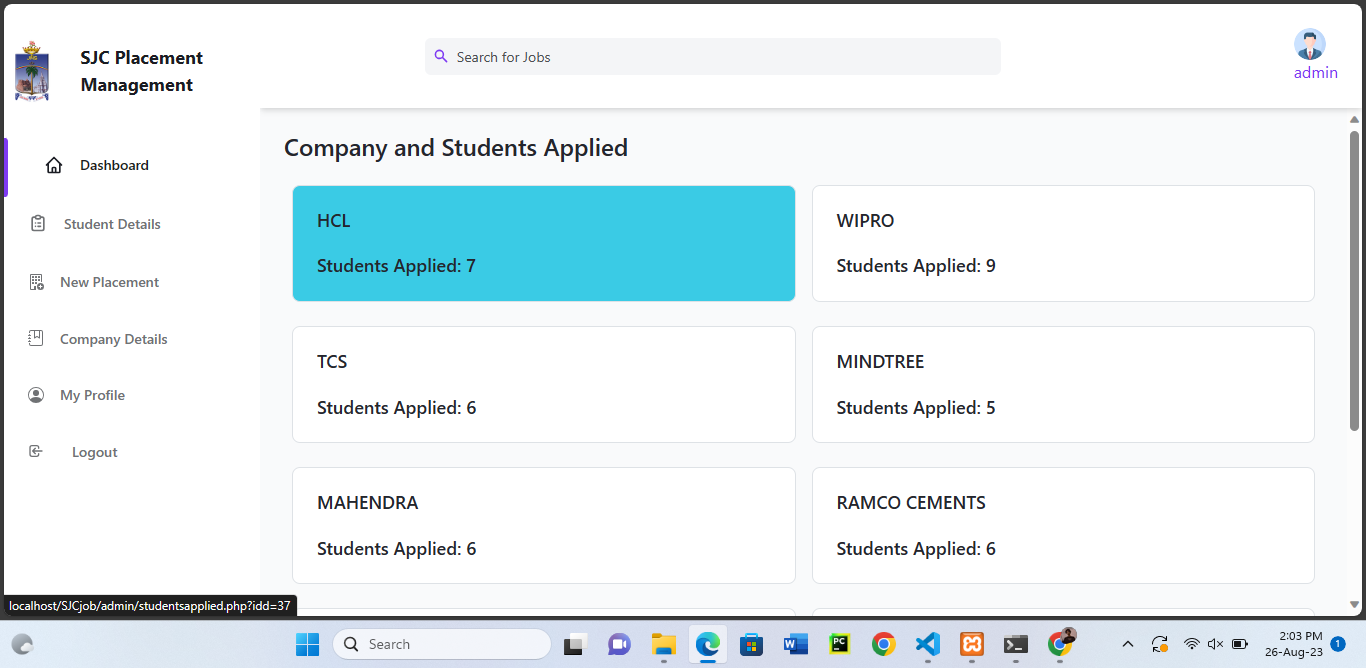 SJC Placement
Management
Search for Jobs
admin
Dashboard
Student Details
New Placement
Company Details
My Profile
Logout
Company and Students Applied
HCL
Students Applied: 7
WIPRO
Students Applied: 9
TCS
Students Applied: 6
MINDTREE
Students Applied: 5
MAHENDRA
Students Applied: 6
RAMCO CEMENTS
Students Applied: 6
localhost/SJCjob/admin/studentsapplied.php?idd=37
Search
W
PC
2:03 PM
26-Aug-23
1